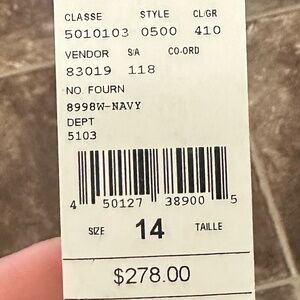 CLASSE STYLE CL/GR
5010103 0500 410
VENDOR S/A CO-ORD
83019 118
NO. FOURN
8998W-NAVY
DEPT
5103
4 50127 38900 5
SIZE 14 TAILLE
$278.00